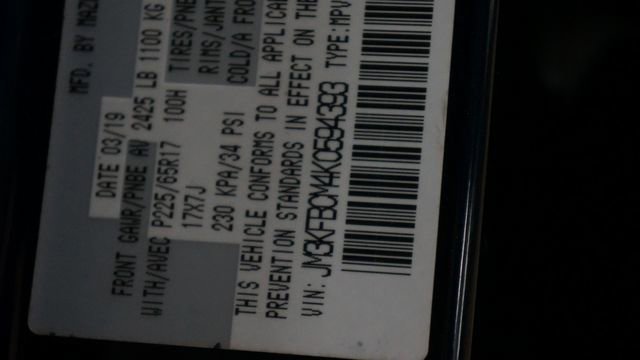 MFD. BY MAZ
DATE 03/19
FRONT GAWR/PNBE AV 2425 LB 1100 KG
WITH/AVEC P225/65R17 100H TIRES/PNE
17X7J RIMS/JANT
230 KPA/34 PSI COLD/A FRO
THIS VEHICLE CONFORMS TO ALL APPLICA
PREVENTION STANDARDS IN EFFECT ON THE
VIN: JM3KFBCM4K0594393 TYPE: MPV